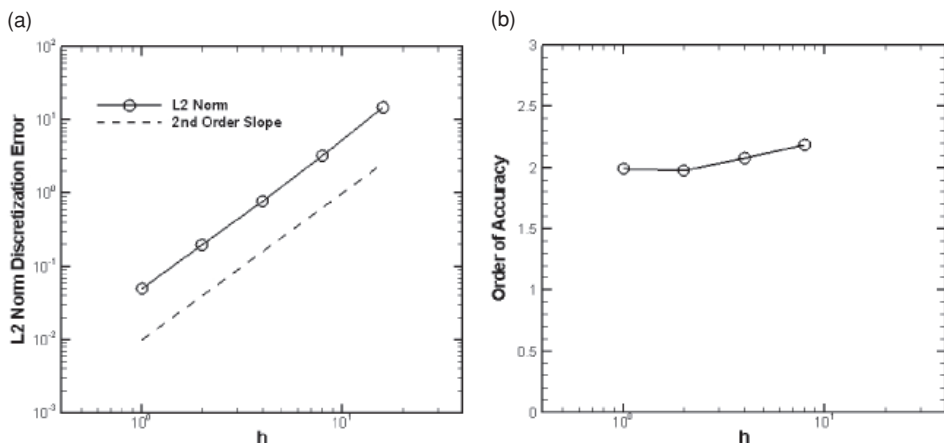 (a)
10²
10¹
10⁰
10⁻¹
10⁻²
10⁻³
L2 Norm Discretization Error
L2 Norm
2nd Order Slope
10⁰
10¹
h
(b)
3
2.5
2
1.5
1
0.5
0
Order of Accuracy
10⁰
10¹
h